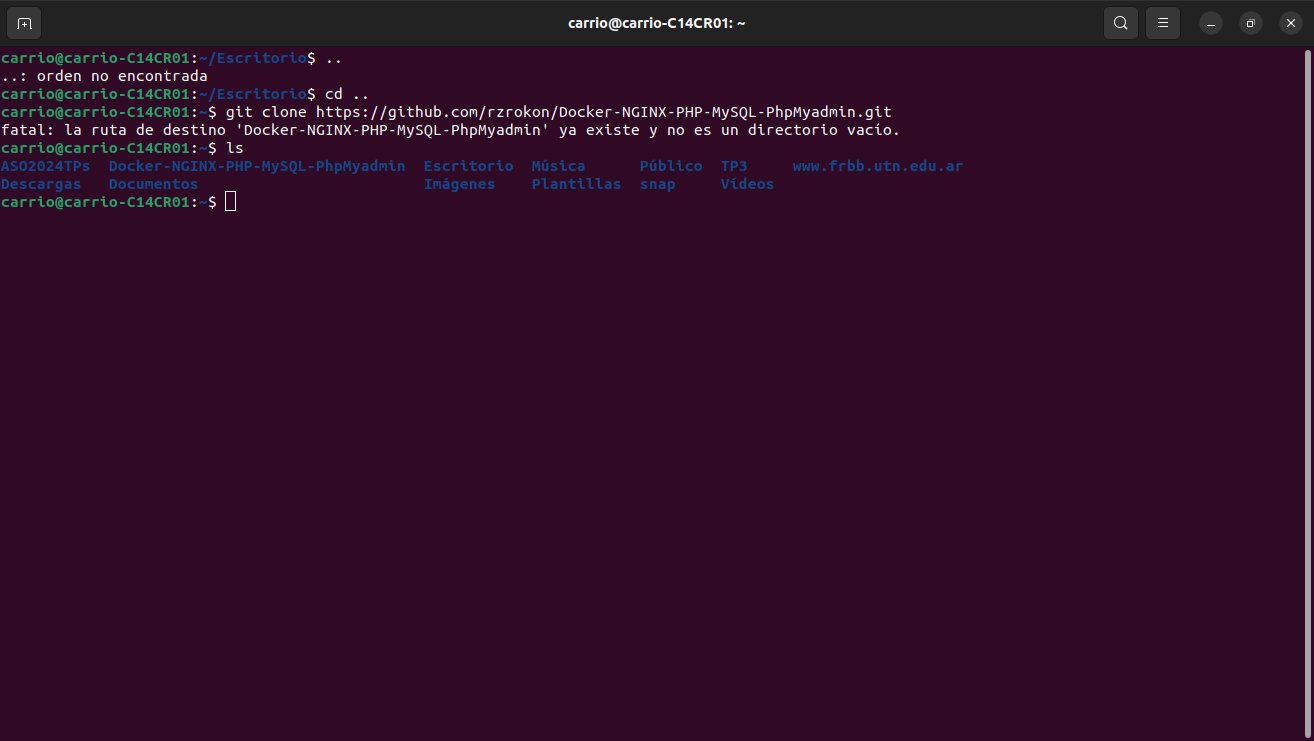 carrio@carrio-C14CR01: ~
carrio@carrio-C14CR01:~/Escritorio$ ..
..: orden no encontrada
carrio@carrio-C14CR01:~/Escritorio$ cd ..
carrio@carrio-C14CR01:~$ git clone https://github.com/rzrokon/Docker-NGINX-PHP-MySQL-PhpMyadmin.git
fatal: la ruta de destino 'Docker-NGINX-PHP-MySQL-PhpMyadmin' ya existe y no es un directorio vacío.
carrio@carrio-C14CR01:~$ ls
ASO2024TPs  Docker-NGINX-PHP-MySQL-PhpMyadmin  Escritorio  Música  Público  TP3  www.frbb.utn.edu.ar
Descargas  Documentos  Imágenes  Plantillas  snap  Vídeos
carrio@carrio-C14CR01:~$